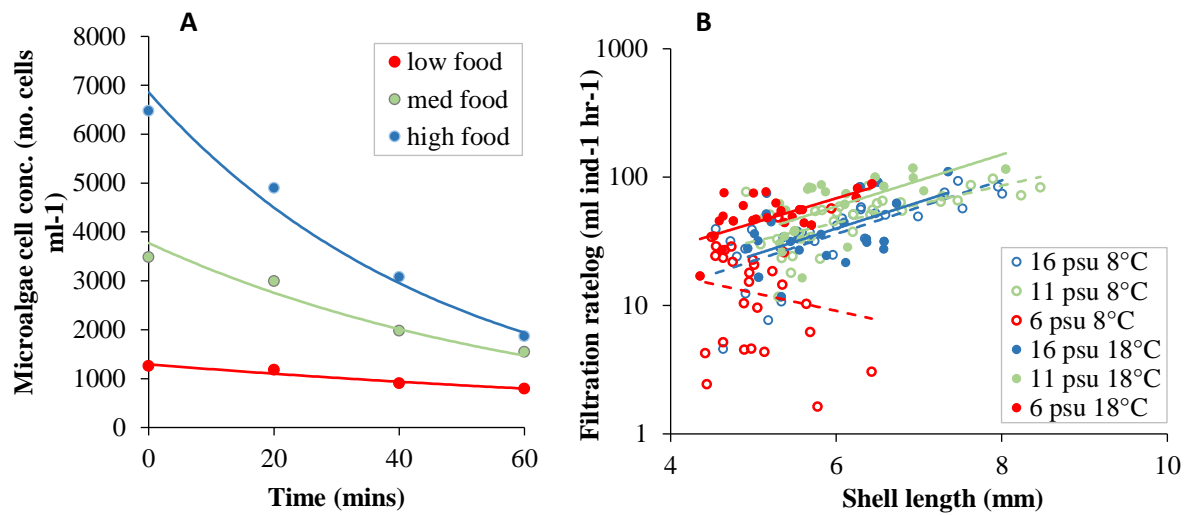 A
Microalgae cell conc. (no. cells
ml-1)
8000
7000
6000
5000
4000
3000
2000
1000
0
low food
med food
high food
0 20 40 60
Time (mins)
B
Filtration ratelog (ml ind-1 hr-1)
1000
100
10
1
16 psu 8°C
11 psu 8°C
6 psu 8°C
16 psu 18°C
11 psu 18°C
6 psu 18°C
4 6 8 10
Shell length (mm)